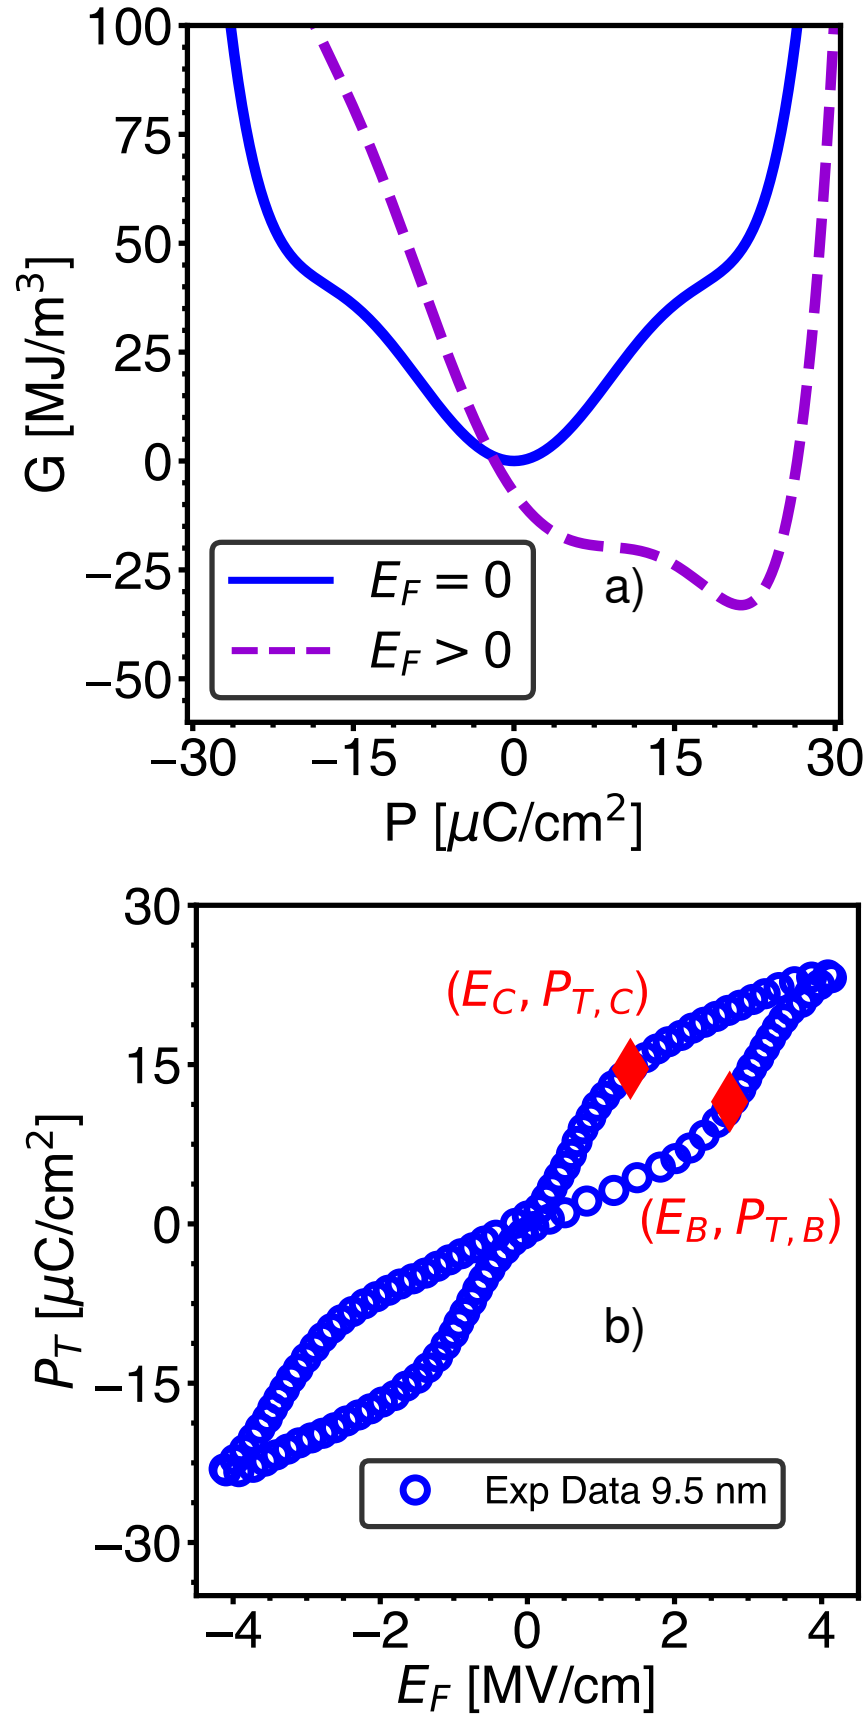 100
75
50
25
0
−25
−50
G [MJ/m³]
E_F = 0
E_F > 0
a)
−30 −15 0 15 30
P [μC/cm²]
30
15
0
−15
−30
P_T [μC/cm²]
(E_C, P_{T, C})
(E_B, P_{T, B})
b)
Exp Data 9.5 nm
−4 −2 0 2 4
E_F [MV/cm]